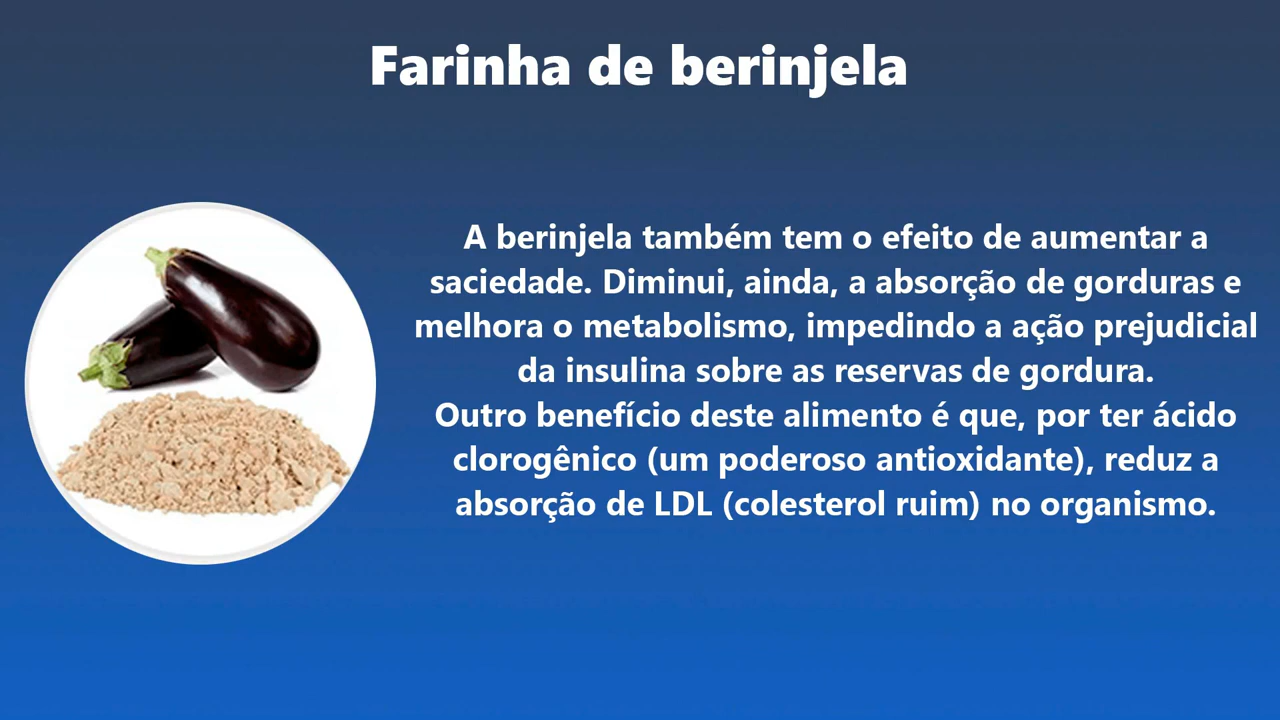 Farinha de berinjela
A berinjela também tem o efeito de aumentar a
saciedade. Diminui, ainda, a absorção de gorduras e
melhora o metabolismo, impedindo a ação prejudicial
da insulina sobre as reservas de gordura.
Outro benefício deste alimento é que, por ter ácido
clorogênico (um poderoso antioxidante), reduz a
absorção de LDL (colesterol ruim) no organismo.